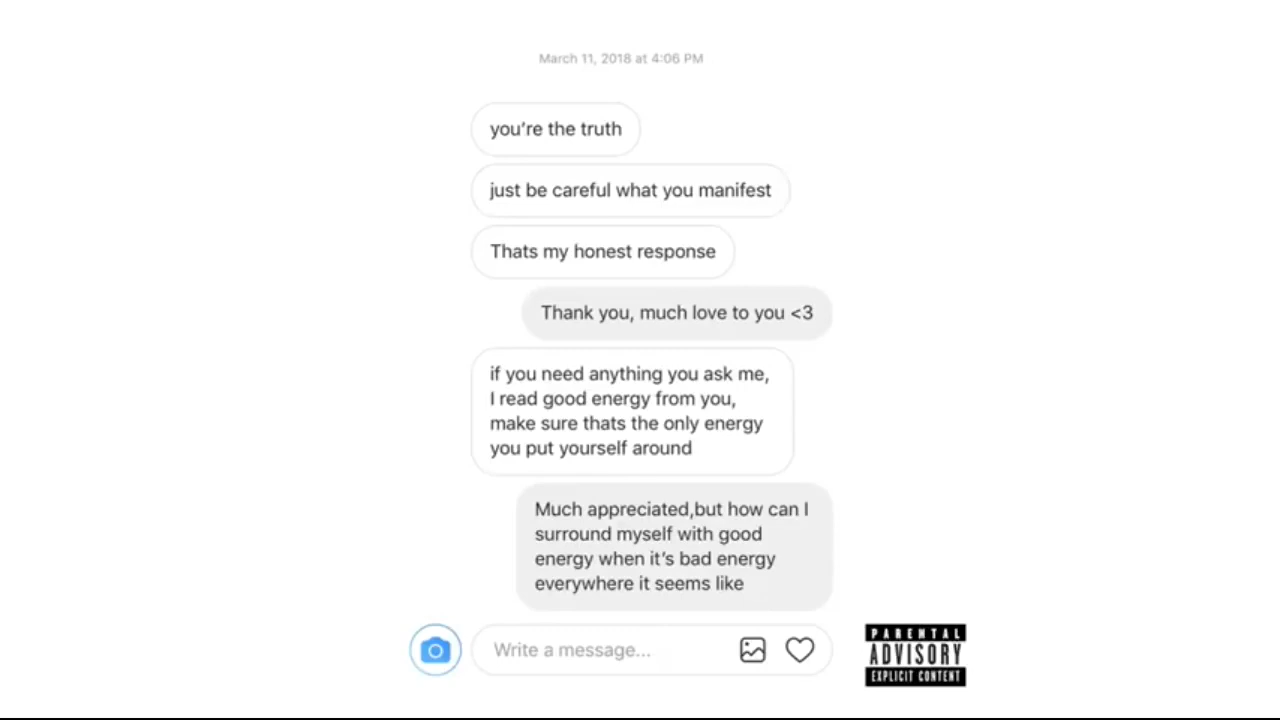 March 11, 2018 at 4:06 PM
you're the truth
just be careful what you manifest
Thats my honest response
Thank you, much love to you <3
if you need anything you ask me,
I read good energy from you,
make sure thats the only energy
you put yourself around
Much appreciated,but how can I
surround myself with good
energy when it's bad energy
everywhere it seems like
Write a message...
PARENTAL
ADVISORY
EXPLICIT CONTENT